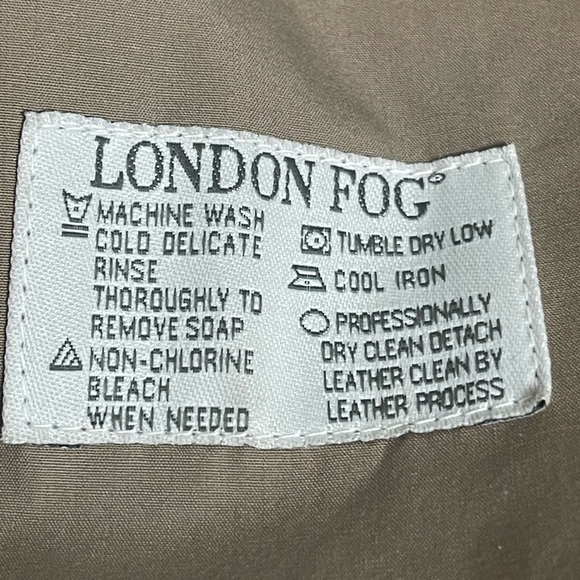 LONDON FOG®
MACHINE WASH
COLD DELICATE
RINSE
THOROUGHLY TO
REMOVE SOAP
NON-CHLORINE
BLEACH
WHEN NEEDED
TUMBLE DRY LOW
COOL IRON
PROFESSIONALLY
DRY CLEAN DETACH
LEATHER CLEAN BY
LEATHER PROCESS